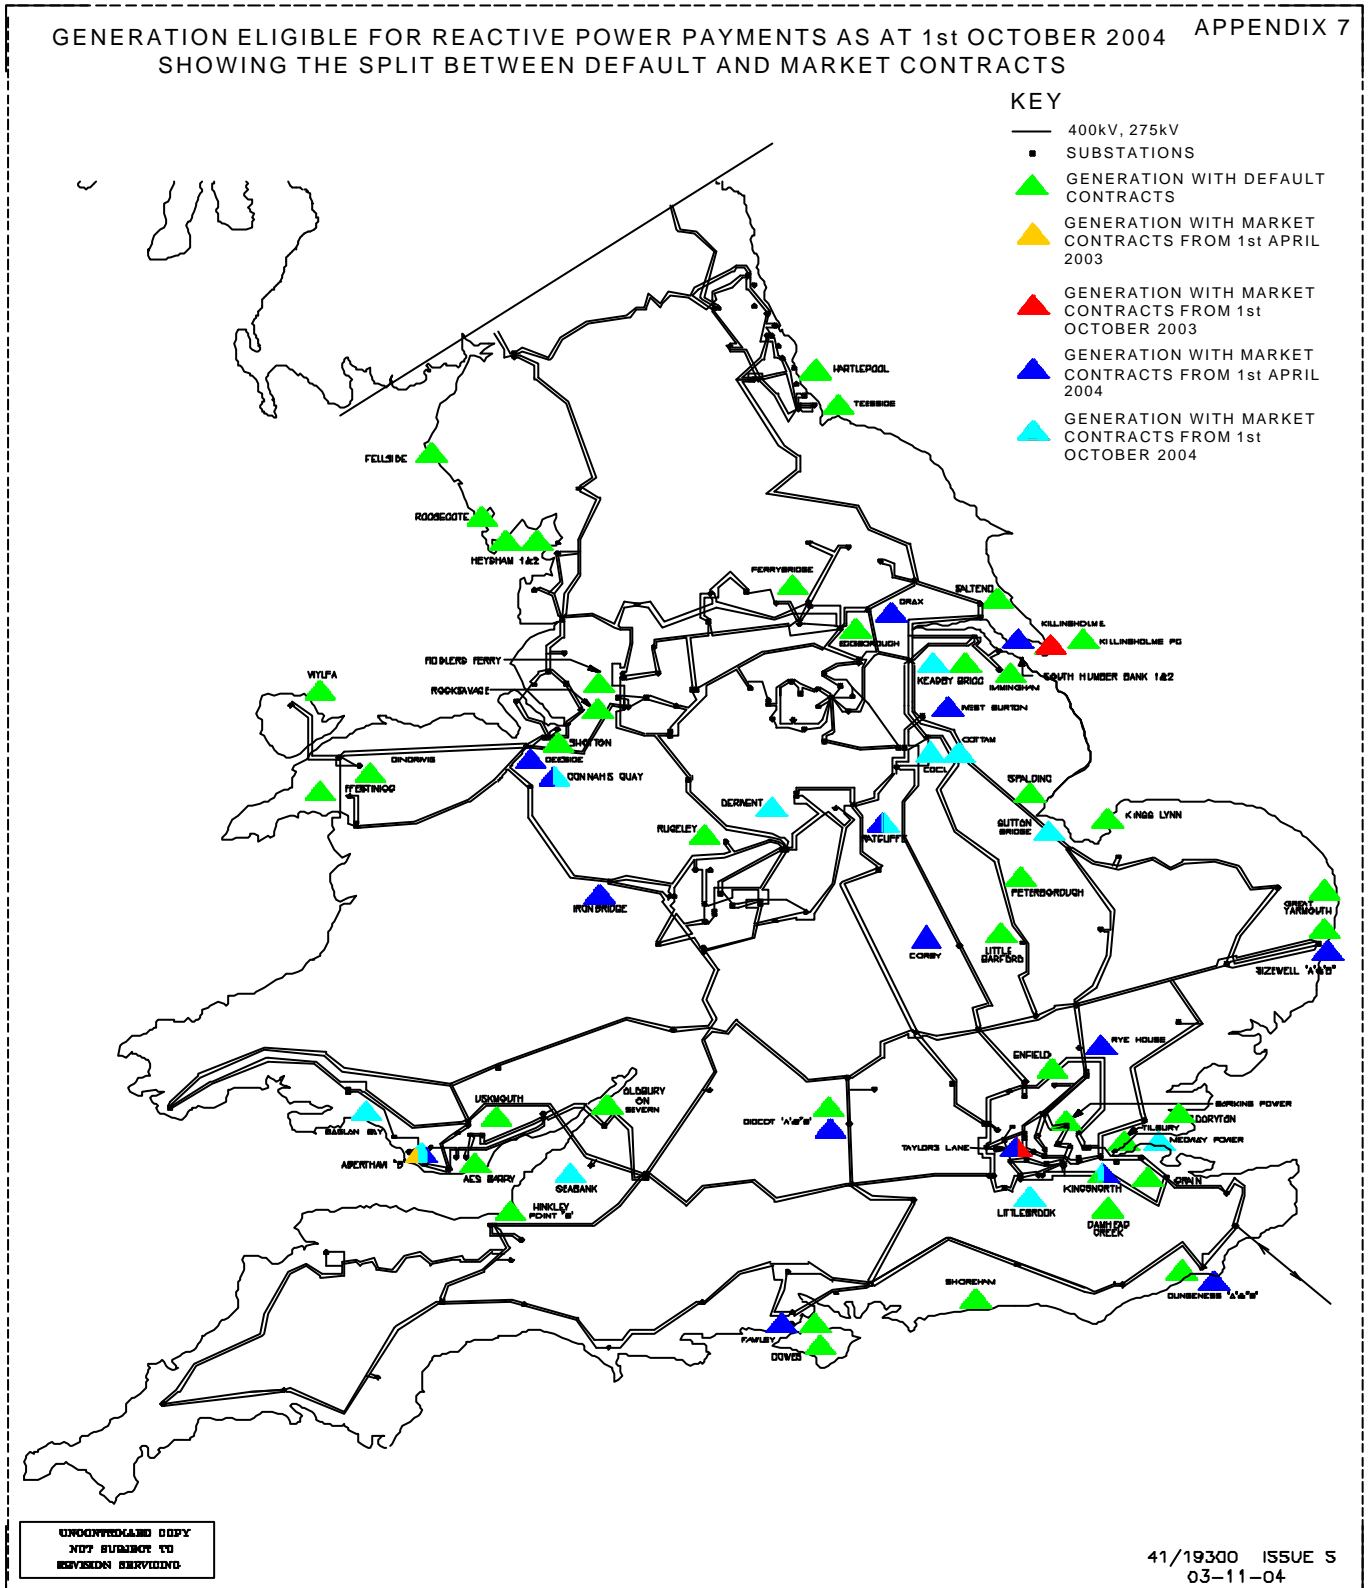 APPENDIX 7
GENERATION ELIGIBLE FOR REACTIVE POWER PAYMENTS AS AT 1st OCTOBER 2004
SHOWING THE SPLIT BETWEEN DEFAULT AND MARKET CONTRACTS
KEY
400kV, 275kV
SUBSTATIONS
GENERATION WITH DEFAULT
CONTRACTS
GENERATION WITH MARKET
CONTRACTS FROM 1st APRIL
2003
GENERATION WITH MARKET
CONTRACTS FROM 1st
OCTOBER 2003
GENERATION WITH MARKET
CONTRACTS FROM 1st APRIL
2004
GENERATION WITH MARKET
CONTRACTS FROM 1st
OCTOBER 2004
HARTLEPOOL
TEESSIDE
FELLSIDE
ROOSECOTE
HEYSHAM 1&2
FERRYBRIDGE
DRAX
SALTEND
EGGBOROUGH
KILLINGHOLME
KILLINGHOLME PG
FIDDLERS FERRY
KEADBY BRIGG
SOUTH HUMBER BANK 1&2
IMMINGHAM
WYLFA
ROCKSAVAGE
WEST BURTON
SHOTTON
COTTAM
DEESIDE
CDCL
DINORWIG
CONNAHS QUAY
FFESTINIOG
SPALDING
DERWENT
KINGS LYNN
SUTTON
BRIDGE
RUGELEY
RATCLIFFE
PETERBOROUGH
IRONBRIDGE
GREAT
YARMOUTH
CORBY
LITTLE
BARFORD
SIZEWELL 'A'&'B'
RYE HOUSE
ENFIELD
OLDBURY
ON
SEVERN
USKMOUTH
BARKING POWER
CORYTON
BAGLAN BAY
DIDCOT 'A'&'B'
TILBURY
TAYLORS LANE
MEDWAY POWER
ABERTHAW 'B'
AES BARRY
SEABANK
KINGSNORTH
GRAIN
LITTLEBROOK
HINKLEY
POINT 'B'
DAMHEAD
CREEK
SHOREHAM
DUNGENESS 'A'&'B'
FAWLEY
COWES
UNCONTROLLED COPY
NOT SUBJECT TO
REVISION SERVICING
41/19300 ISSUE 5
03-11-04